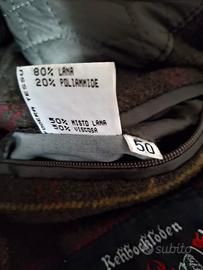 80% LANA
20% POLIAMMIDE
50% MISTO LANA
50% VISCOSA
50
subito